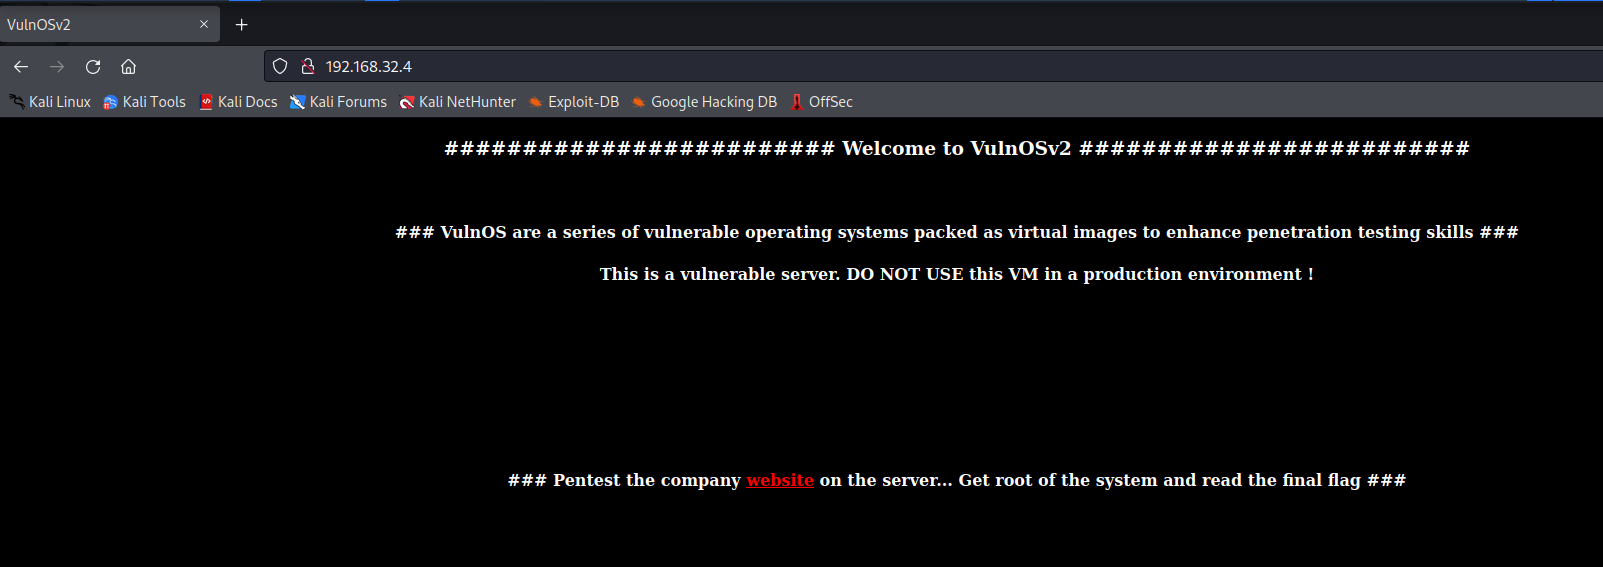 VulnOSv2
192.168.32.4
Kali Linux Kali Tools Kali Docs Kali Forums Kali NetHunter Exploit-DB Google Hacking DB OffSec
######################### Welcome to VulnOSv2 #########################
### VulnOS are a series of vulnerable operating systems packed as virtual images to enhance penetration testing skills ###
This is a vulnerable server. DO NOT USE this VM in a production environment !
### Pentest the company website on the server... Get root of the system and read the final flag ###